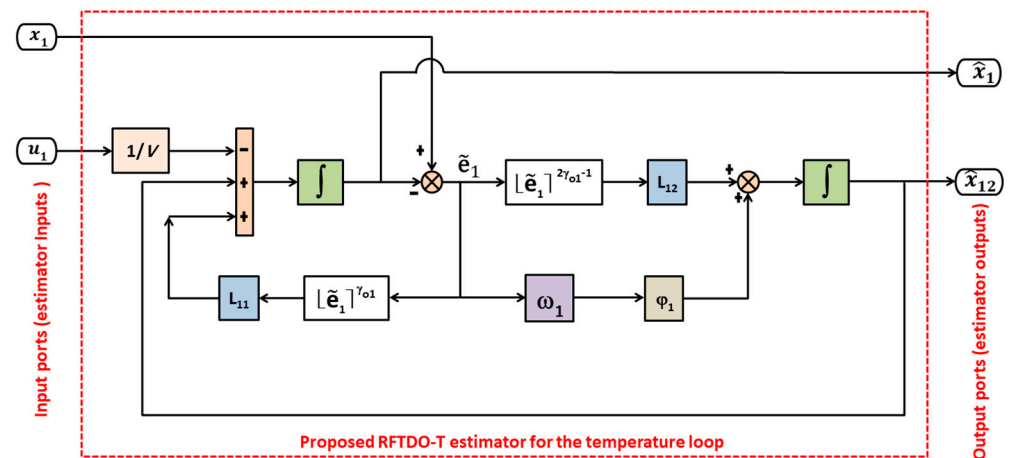 x₁
x̂₁
+
u₁
1/V
-
+
+
∫
-
ẽ₁
⌊ẽ₁⌉²ᵞᵒ¹⁻¹
L₁₂
+
+
∫
x̂₁₂
L₁₁
⌊ẽ₁⌉ᵞᵒ¹
ω₁
φ₁
Input ports (estimator Inputs)
Output ports (estimator outputs)
Proposed RFTDO-T estimator for the temperature loop